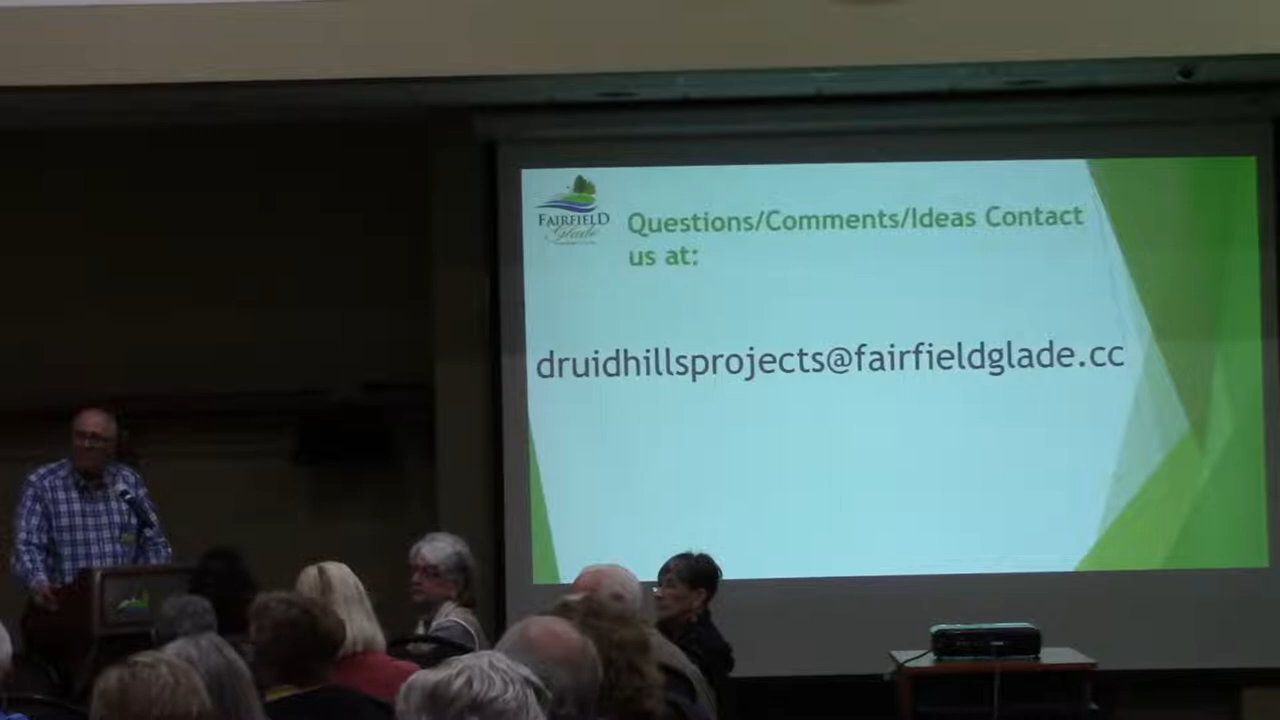 FAIRFIELD
Glade
Questions/Comments/Ideas Contact
us at:
druidhillsprojects@fairfieldglade.cc